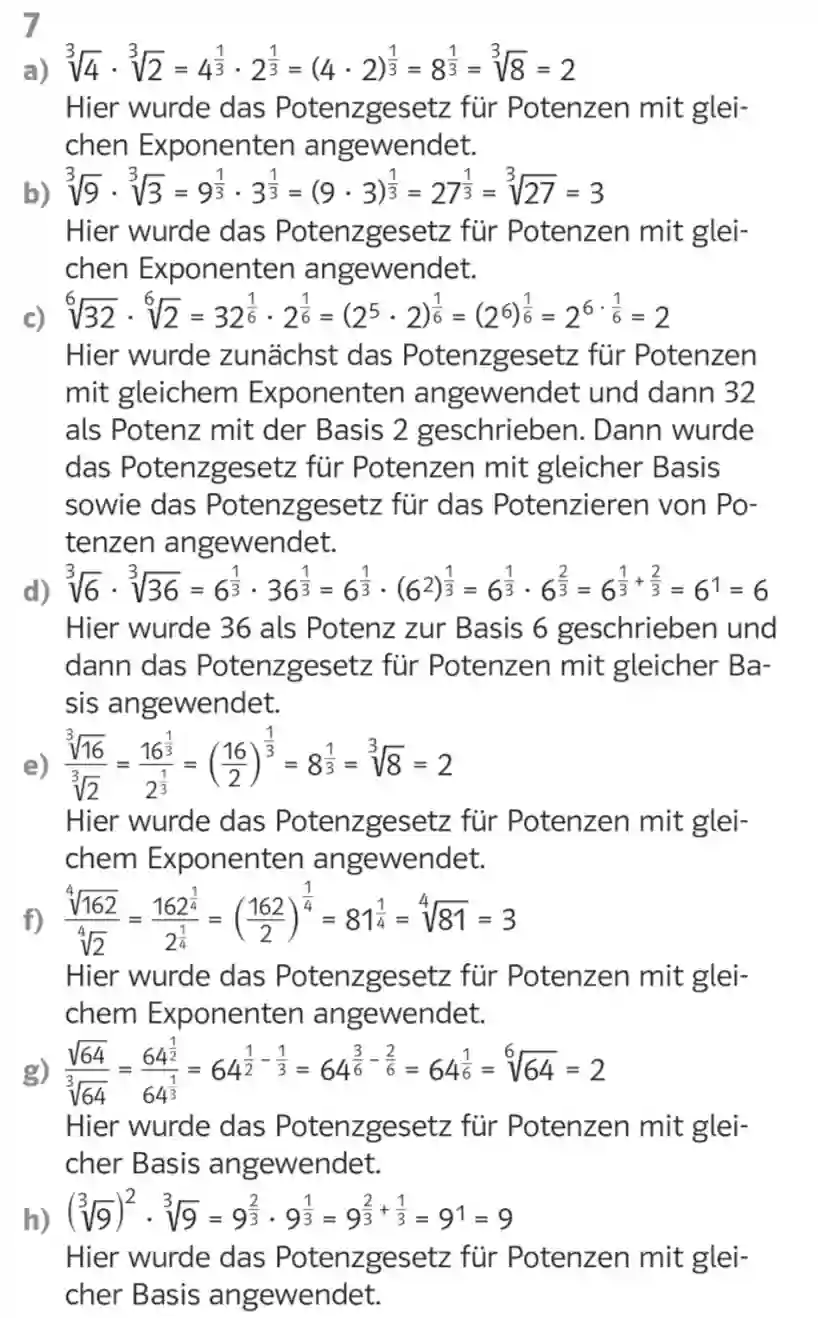 7
a) ∛4 · ∛2 = 4^(1/3) · 2^(1/3) = (4 · 2)^(1/3) = 8^(1/3) = ∛8 = 2
Hier wurde das Potenzgesetz für Potenzen mit glei-
chen Exponenten angewendet.
b) ∛9 · ∛3 = 9^(1/3) · 3^(1/3) = (9 · 3)^(1/3) = 27^(1/3) = ∛27 = 3
Hier wurde das Potenzgesetz für Potenzen mit glei-
chen Exponenten angewendet.
c) ⁶√32 · ⁶√2 = 32^(1/6) · 2^(1/6) = (2⁵ · 2)^(1/6) = (2⁶)^(1/6) = 2^(6 · 1/6) = 2
Hier wurde zunächst das Potenzgesetz für Potenzen
mit gleichem Exponenten angewendet und dann 32
als Potenz mit der Basis 2 geschrieben. Dann wurde
das Potenzgesetz für Potenzen mit gleicher Basis
sowie das Potenzgesetz für das Potenzieren von Po-
tenzen angewendet.
d) ∛6 · ∛36 = 6^(1/3) · 36^(1/3) = 6^(1/3) · (6²)^(1/3) = 6^(1/3) · 6^(2/3) = 6^(1/3 + 2/3) = 6¹ = 6
Hier wurde 36 als Potenz zur Basis 6 geschrieben und
dann das Potenzgesetz für Potenzen mit gleicher Ba-
sis angewendet.
e) ∛16/∛2 = 16^(1/3)/2^(1/3) = (16/2)^(1/3) = 8^(1/3) = ∛8 = 2
Hier wurde das Potenzgesetz für Potenzen mit glei-
chem Exponenten angewendet.
f) ∜162/∜2 = 162^(1/4)/2^(1/4) = (162/2)^(1/4) = 81^(1/4) = ∜81 = 3
Hier wurde das Potenzgesetz für Potenzen mit glei-
chem Exponenten angewendet.
g) √64/∛64 = 64^(1/2)/64^(1/3) = 64^(1/2 − 1/3) = 64^(3/6 − 2/6) = 64^(1/6) = ⁶√64 = 2
Hier wurde das Potenzgesetz für Potenzen mit glei-
cher Basis angewendet.
h) (∛9)² · ∛9 = 9^(2/3) · 9^(1/3) = 9^(2/3 + 1/3) = 9¹ = 9
Hier wurde das Potenzgesetz für Potenzen mit glei-
cher Basis angewendet.